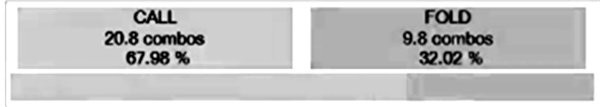 CALL
20.8 combos
67.98 %
FOLD
9.8 combos
32.02 %